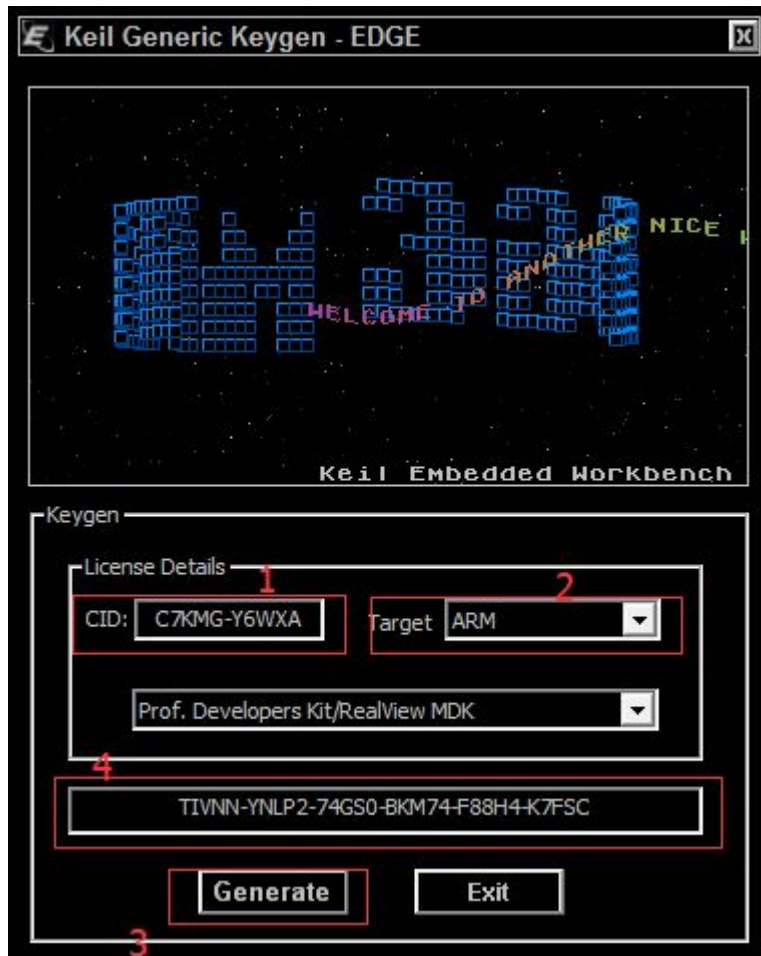 Keil Generic Keygen - EDGE
WELCOME TO ANOTHER NICE
Keil Embedded Workbench
Keygen
License Details
1
2
CID: C7KMG-Y6WXA Target ARM
Prof. Developers Kit/RealView MDK
4
TIVNN-YNLP2-74GS0-BKM74-F88H4-K7FSC
Generate Exit
3